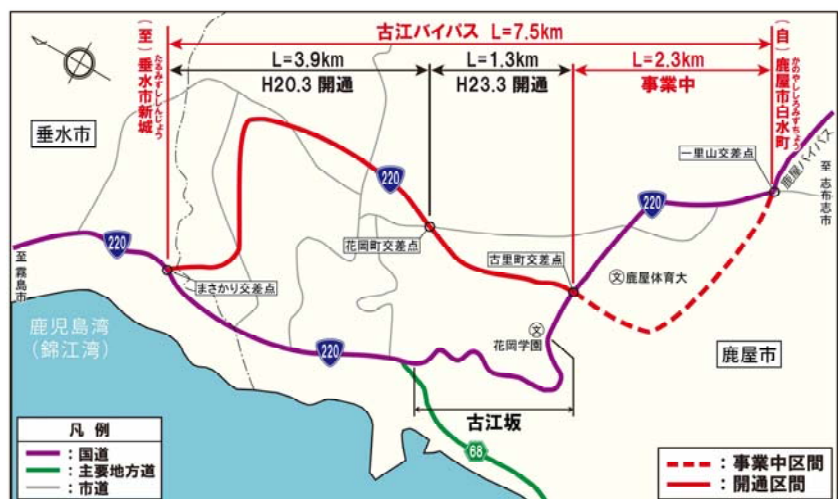 古江バイパス L=7.5km
L=3.9km
H20.3 開通
L=1.3km
H23.3 開通
L=2.3km
事業中
(至)垂水市新城
たるみずししんじょう
(自)鹿屋市白水町
かのやししろみずちょう
垂水市
一里山交差点
鹿屋バイパス
至 志布志市
220
220
花岡町交差点
古里町交差点
220
至 霧島市
まさかり交差点
文 鹿屋体育大
鹿児島湾
(錦江湾)
220
文
花岡学園
鹿屋市
古江坂
68
凡 例
:国道
:主要地方道
:市道
:事業中区間
:開通区間